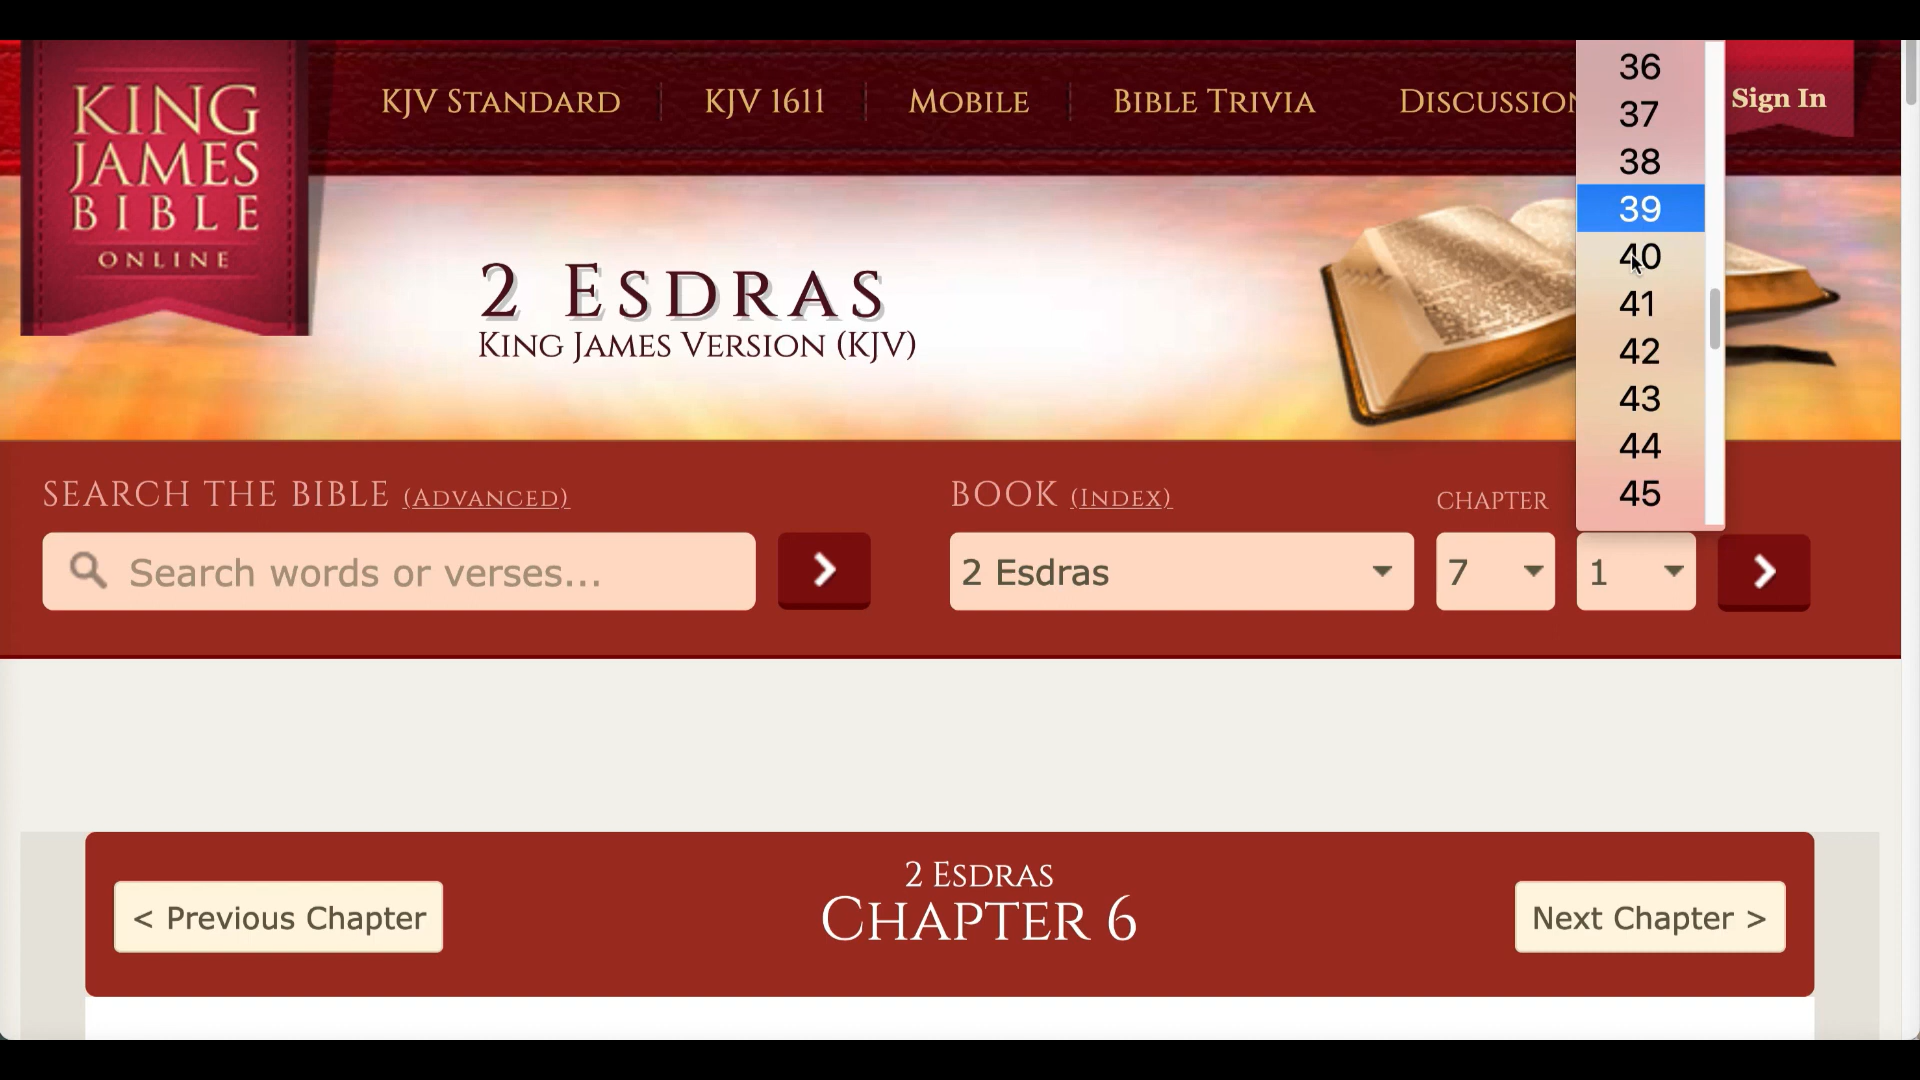 KING
JAMES
BIBLE
ONLINE
KJV STANDARD
KJV 1611
MOBILE
BIBLE TRIVIA
DISCUSSION
Sign In
36
37
38
39
40
41
42
43
44
45
2 ESDRAS
KING JAMES VERSION (KJV)
SEARCH THE BIBLE (ADVANCED)
BOOK (INDEX)
CHAPTER
Search words or verses...
2 Esdras
7
1
< Previous Chapter
2 ESDRAS
CHAPTER 6
Next Chapter >